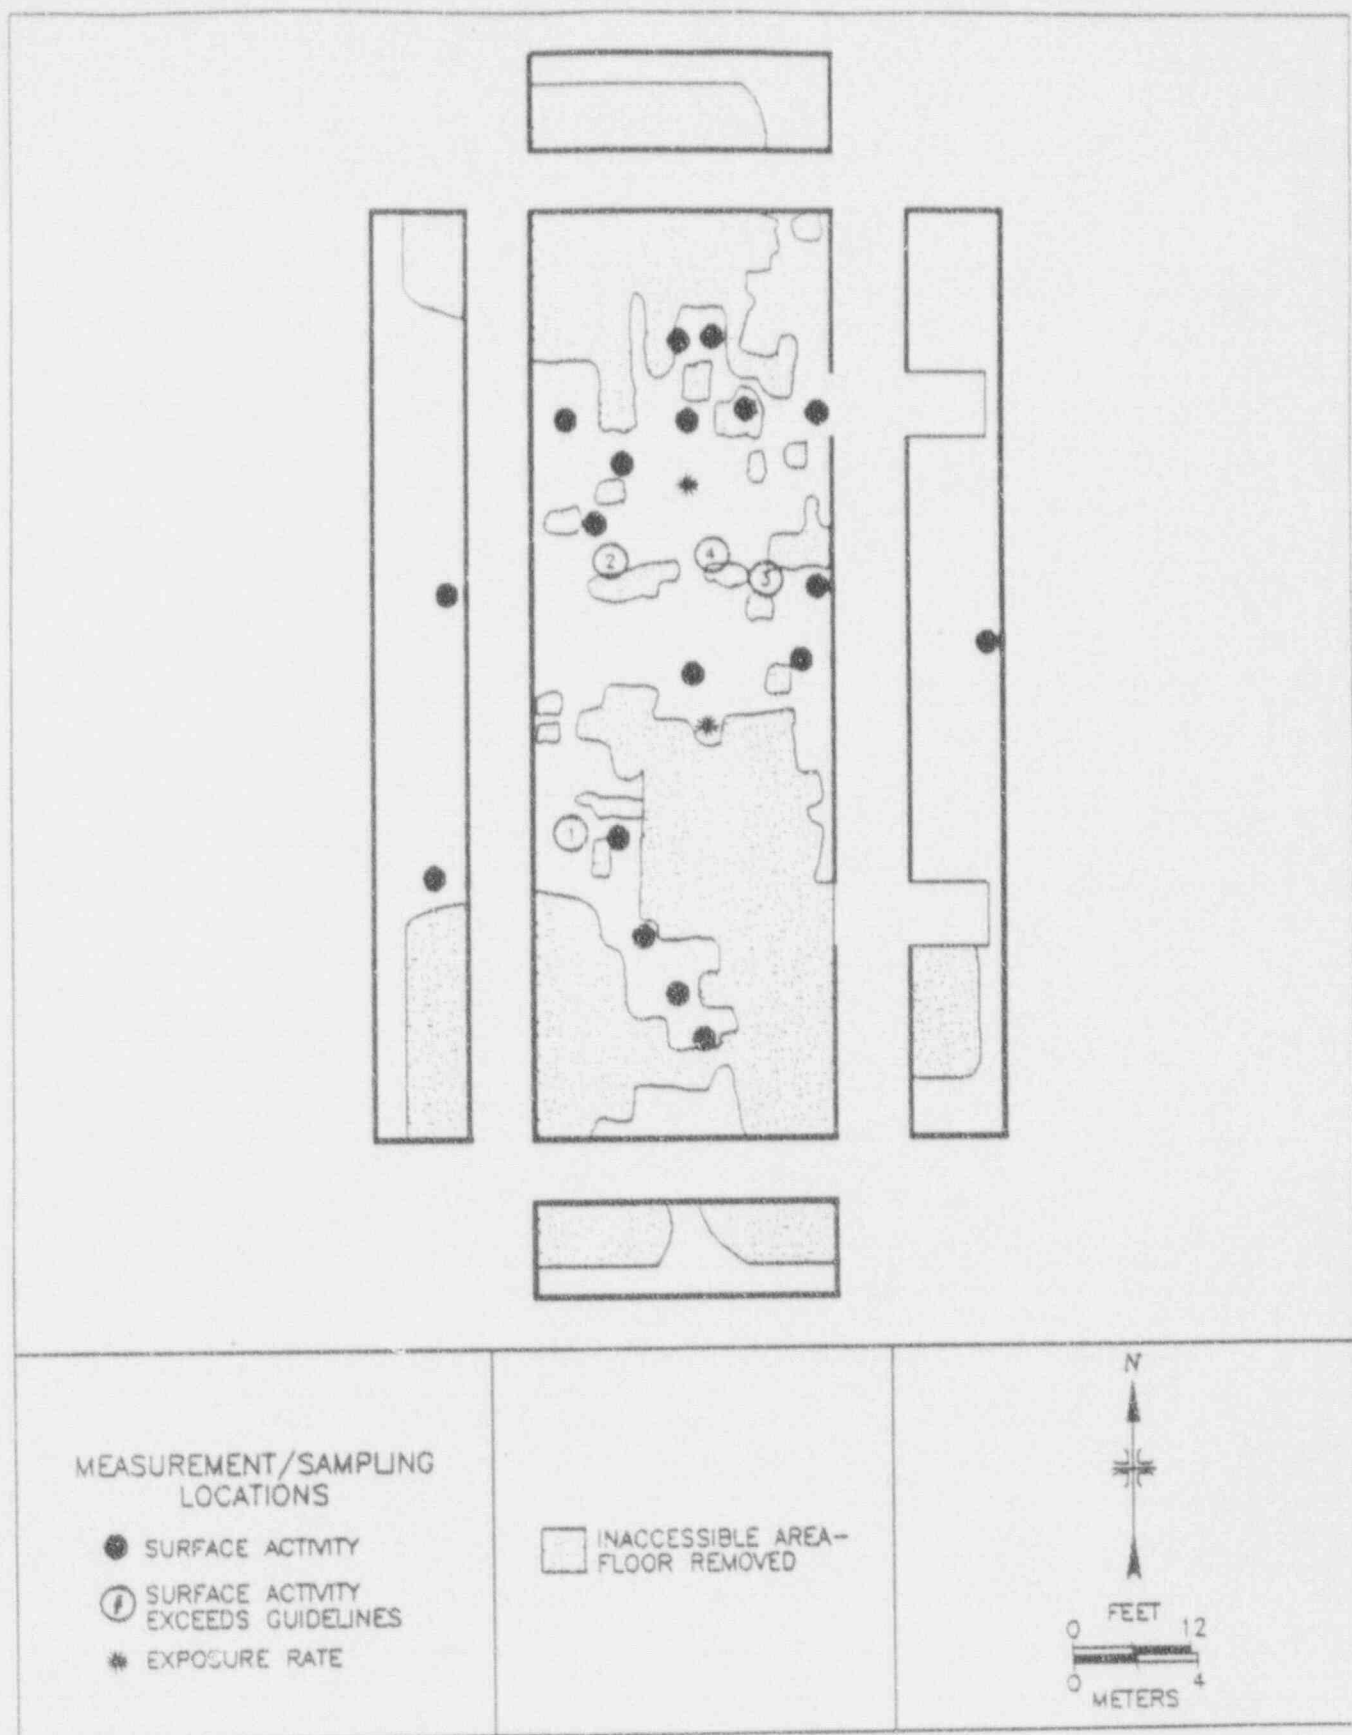 2
4
3
1
MEASUREMENT/SAMPLING
LOCATIONS
SURFACE ACTIVITY
#
SURFACE ACTIVITY
EXCEEDS GUIDELINES
EXPOSURE RATE
INACCESSIBLE AREA-
FLOOR REMOVED
N
FEET
0 12
0 4
METERS